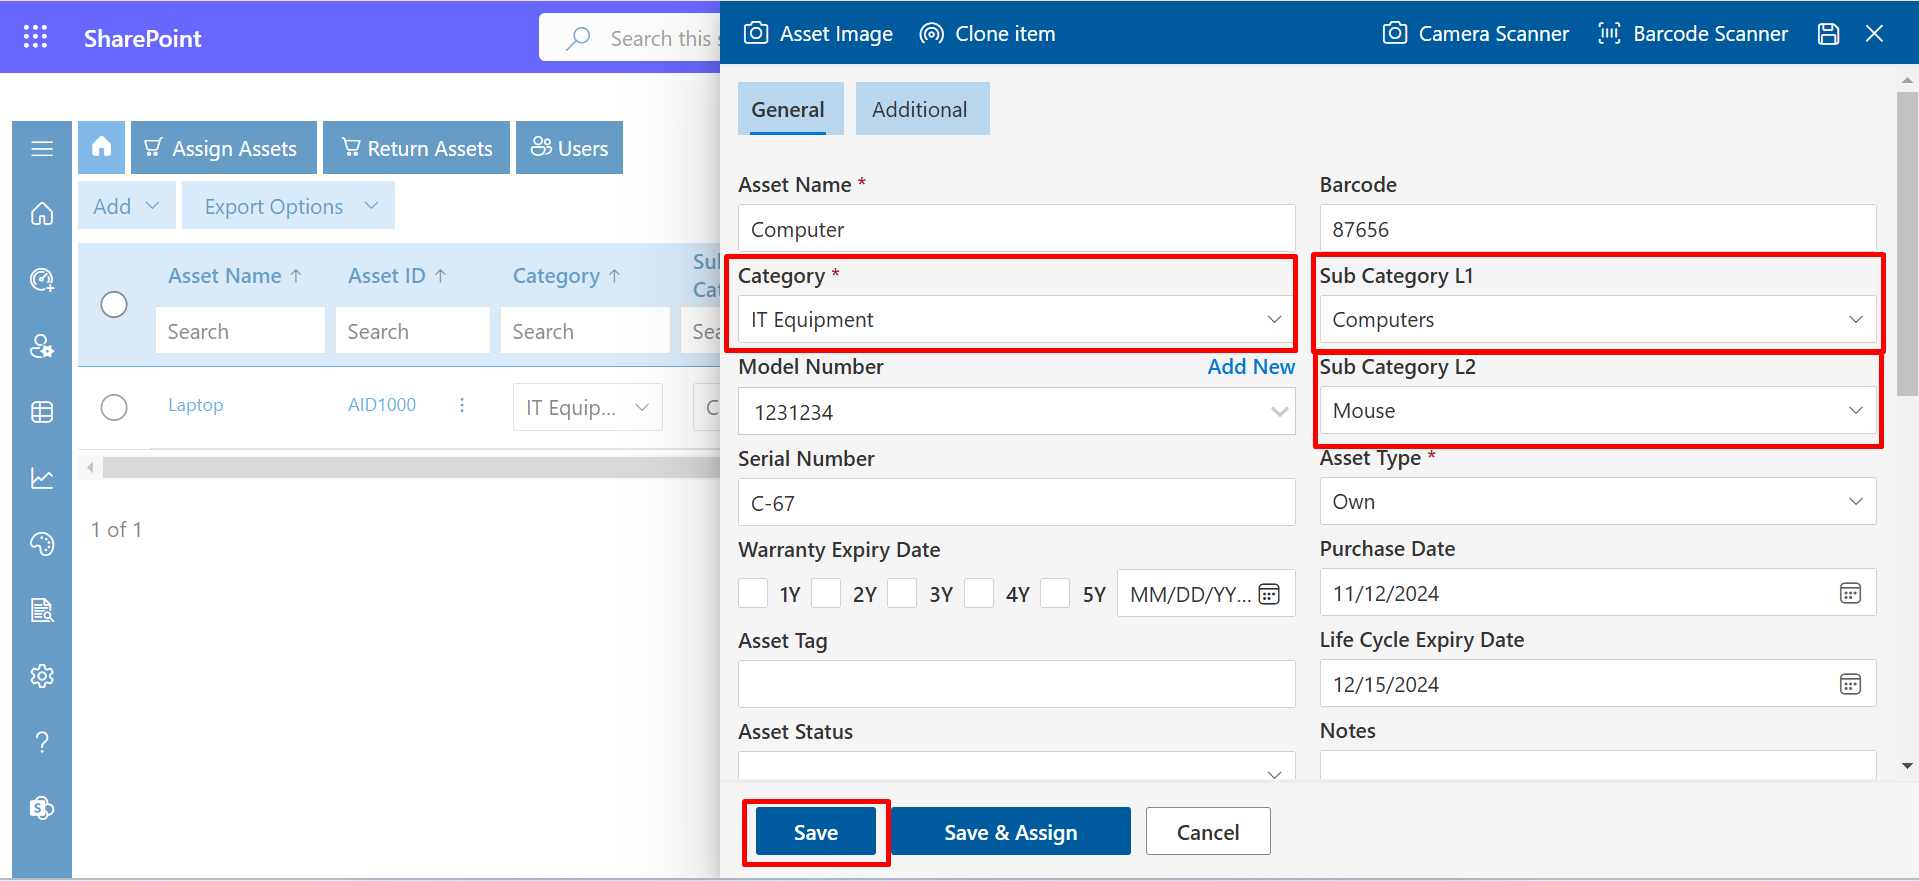 SharePoint
Search this s
Asset Image
Clone item
Camera Scanner
Barcode Scanner
General
Additional
Assign Assets
Return Assets
Users
Add
Export Options
Asset Name ↑
Asset ID ↑
Category ↑
Su
Cat
Search
Search
Search
Sea
Laptop
AID1000
IT Equip...
C
1 of 1
Asset Name *
Computer
Barcode
87656
Category *
IT Equipment
Sub Category L1
Computers
Model Number
Add New
1231234
Sub Category L2
Mouse
Serial Number
C-67
Asset Type *
Own
Warranty Expiry Date
1Y
2Y
3Y
4Y
5Y
MM/DD/YY...
Purchase Date
11/12/2024
Asset Tag
Life Cycle Expiry Date
12/15/2024
Asset Status
Notes
Save
Save & Assign
Cancel